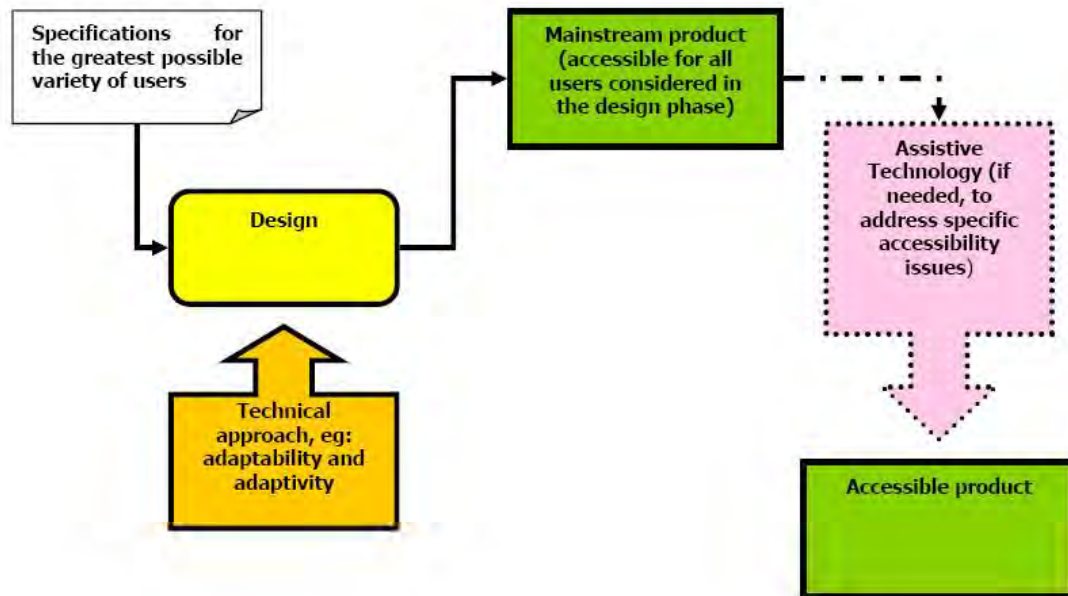 Specifications for
the greatest possible
variety of users
Mainstream product
(accessible for all
users considered in
the design phase)
Assistive
Technology (if
needed, to
address specific
accessibility
issues)
Design
Technical
approach, eg:
adaptability and
adaptivity
Accessible product